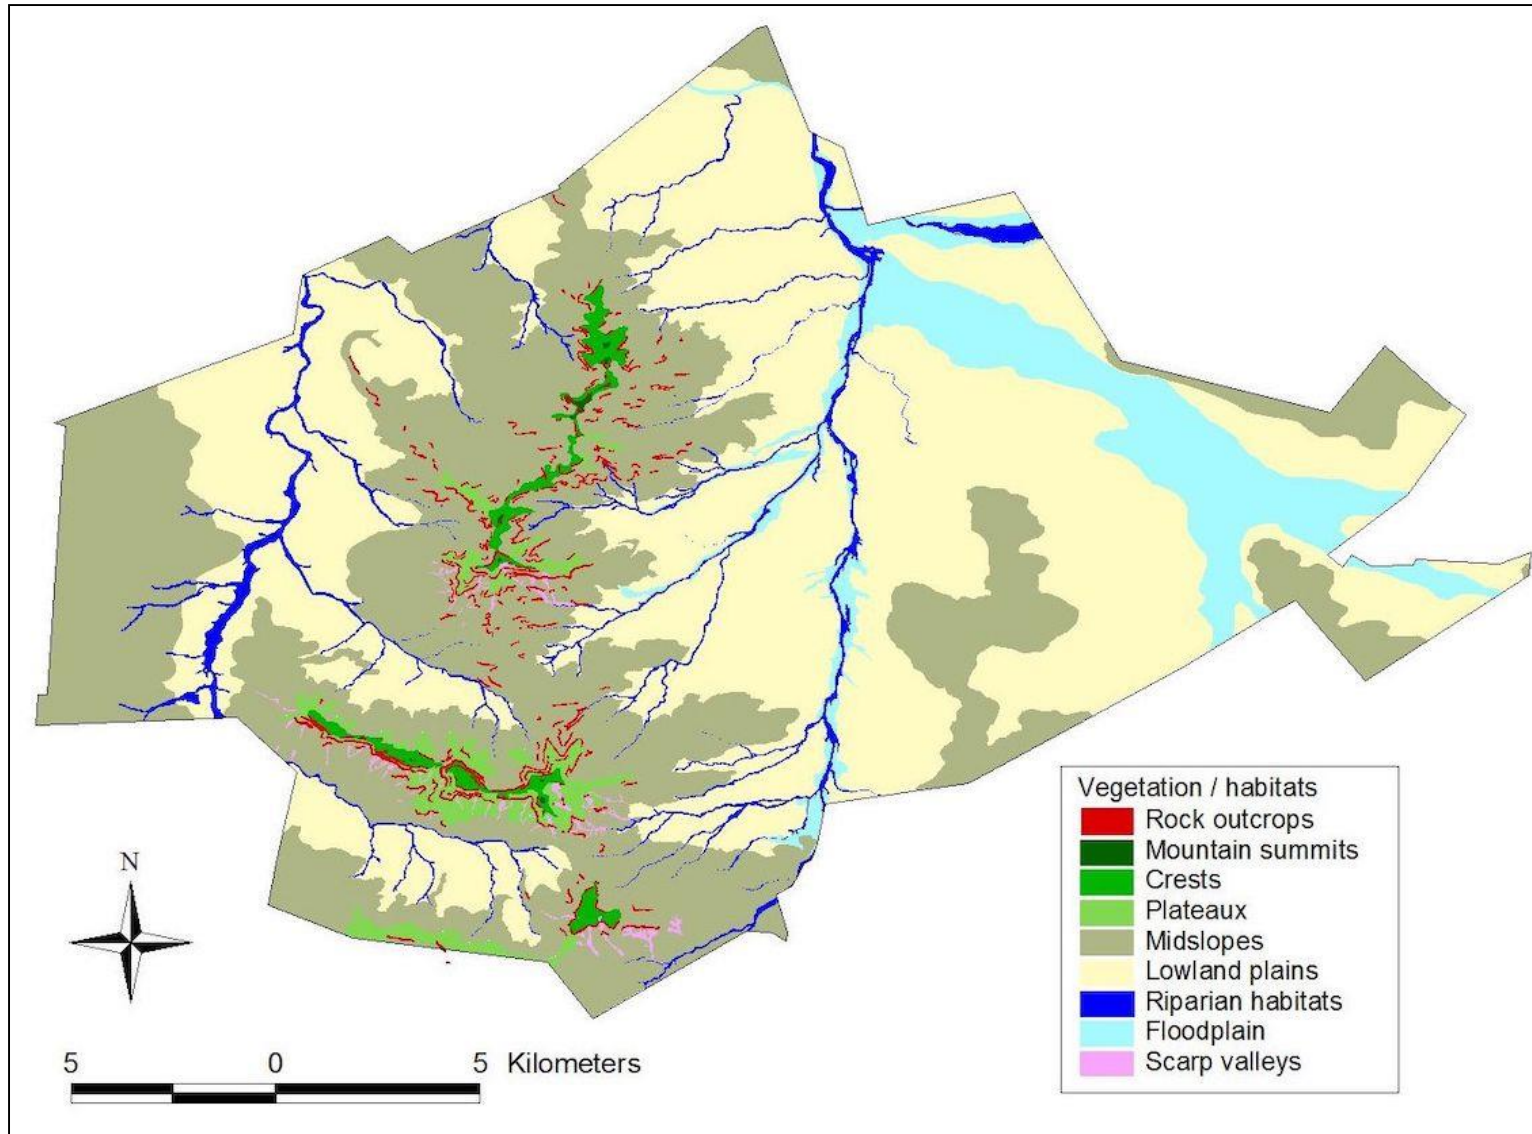 Vegetation / habitats
Rock outcrops
Mountain summits
Crests
Plateaux
Midslopes
Lowland plains
Riparian habitats
Floodplain
Scarp valleys
N
5 0 5 Kilometers